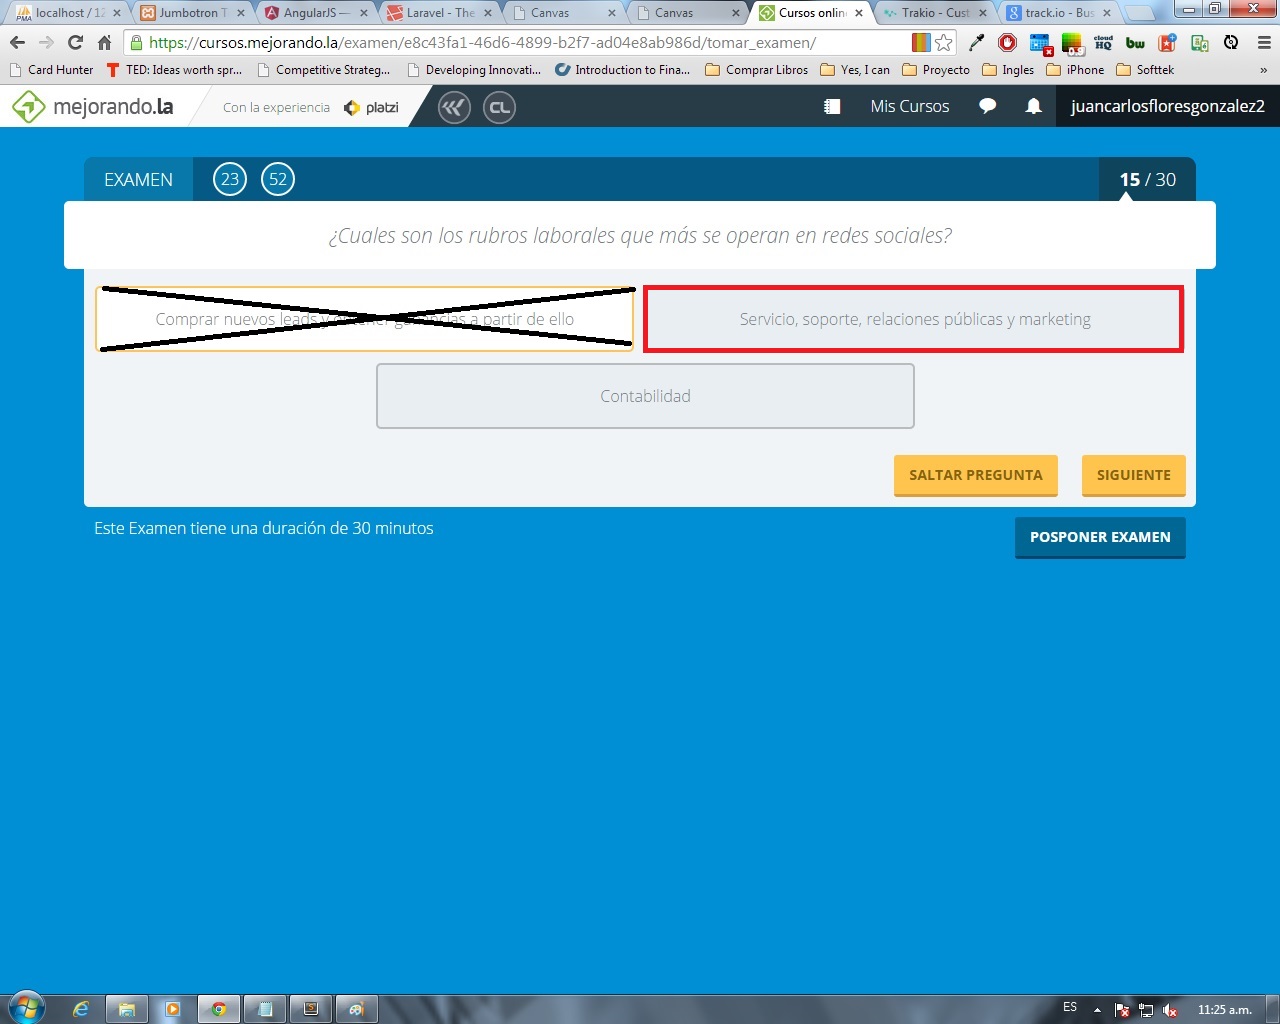 localhost / 12
Jumbotron T
AngularJS —
Laravel - The
Canvas
Canvas
Cursos onlin
Trakio - Cust
track.io - Bus
https://cursos.mejorando.la/examen/e8c43fa1-46d6-4899-b2f7-ad04e8ab986d/tomar_examen/
cloud HQ
bw
Card Hunter
TED: Ideas worth spr...
Competitive Strateg...
Developing Innovati...
Introduction to Fina...
Comprar Libros
Yes, I can
Proyecto
Ingles
iPhone
Softtek
»
mejorando.la
Con la experiencia
platzi
CL
Mis Cursos
juancarlosfloresgonzalez2
EXAMEN
23
52
15 / 30
¿Cuales son los rubros laborales que más se operan en redes sociales?
Comprar nuevos leads y obtener ganancias a partir de ello
Servicio, soporte, relaciones públicas y marketing
Contabilidad
SALTAR PREGUNTA
SIGUIENTE
Este Examen tiene una duración de 30 minutos
POSPONER EXAMEN
ES
11:25 a.m.